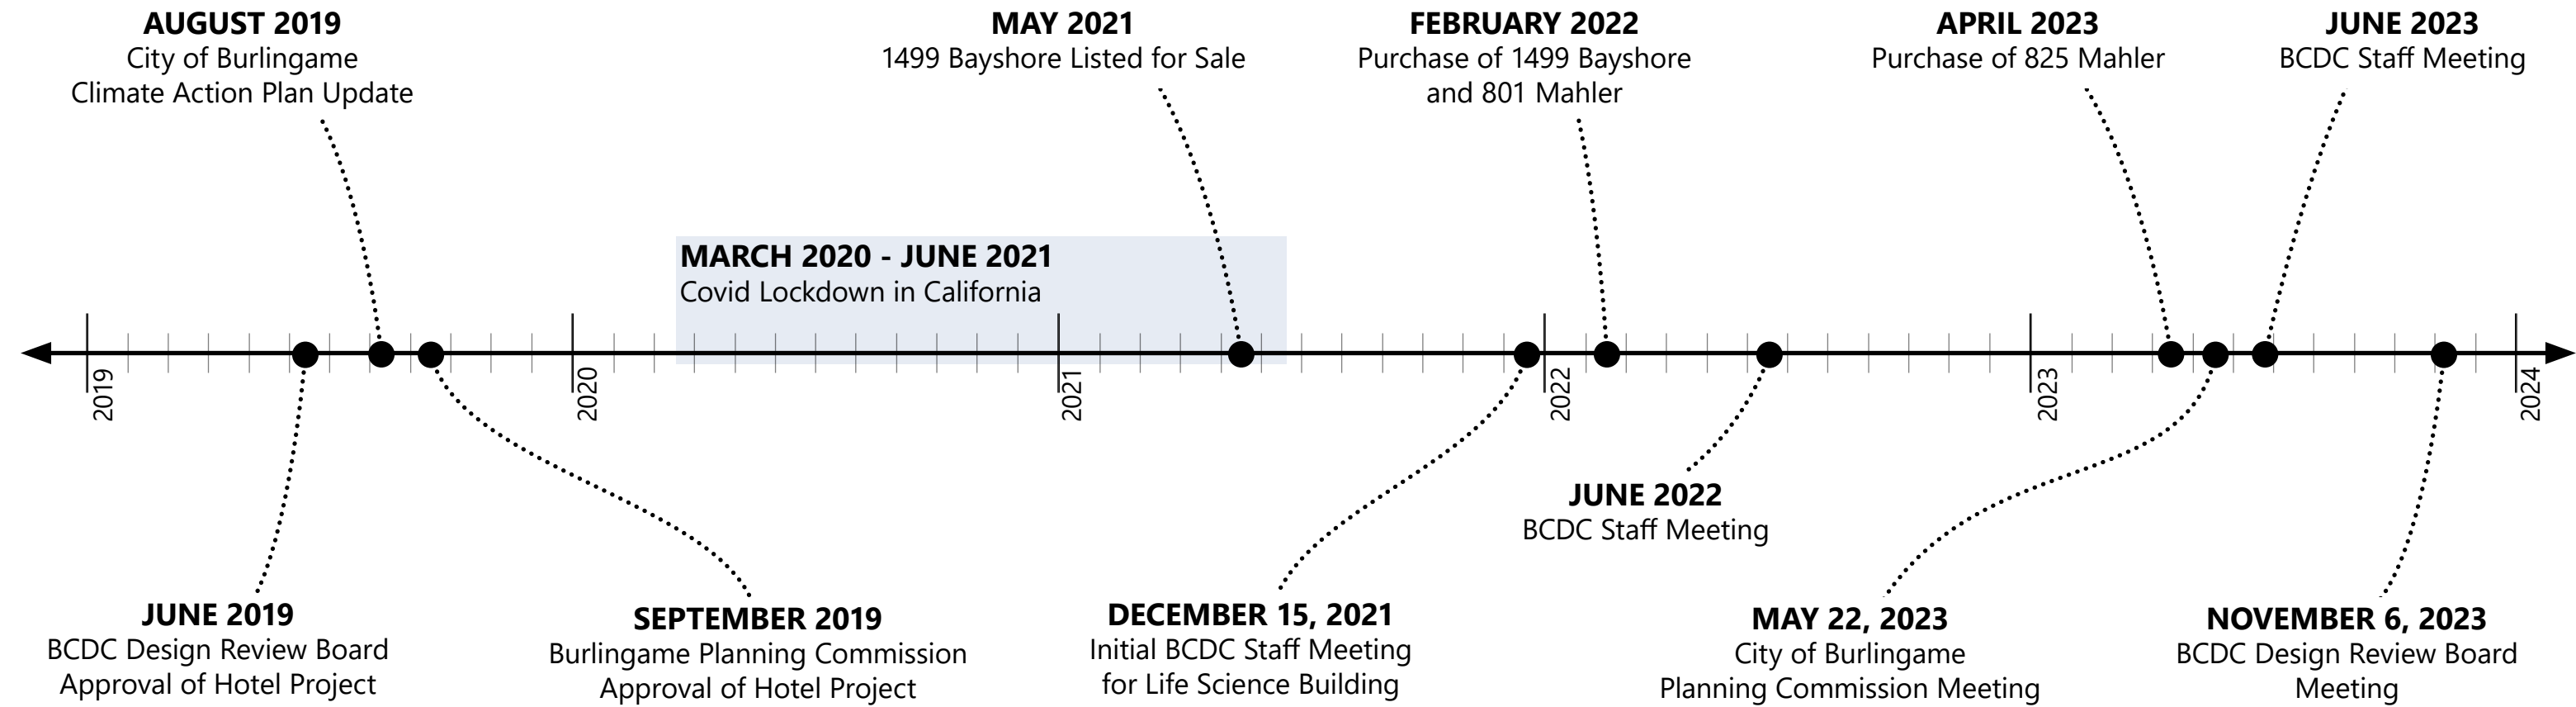 AUGUST 2019
City of Burlingame
Climate Action Plan Update
MAY 2021
1499 Bayshore Listed for Sale
FEBRUARY 2022
Purchase of 1499 Bayshore
and 801 Mahler
APRIL 2023
Purchase of 825 Mahler
JUNE 2023
BCDC Staff Meeting
MARCH 2020 - JUNE 2021
Covid Lockdown in California
2019
2020
2021
2022
2023
2024
JUNE 2019
BCDC Design Review Board
Approval of Hotel Project
SEPTEMBER 2019
Burlingame Planning Commission
Approval of Hotel Project
DECEMBER 15, 2021
Initial BCDC Staff Meeting
for Life Science Building
JUNE 2022
BCDC Staff Meeting
MAY 22, 2023
City of Burlingame
Planning Commission Meeting
NOVEMBER 6, 2023
BCDC Design Review Board
Meeting